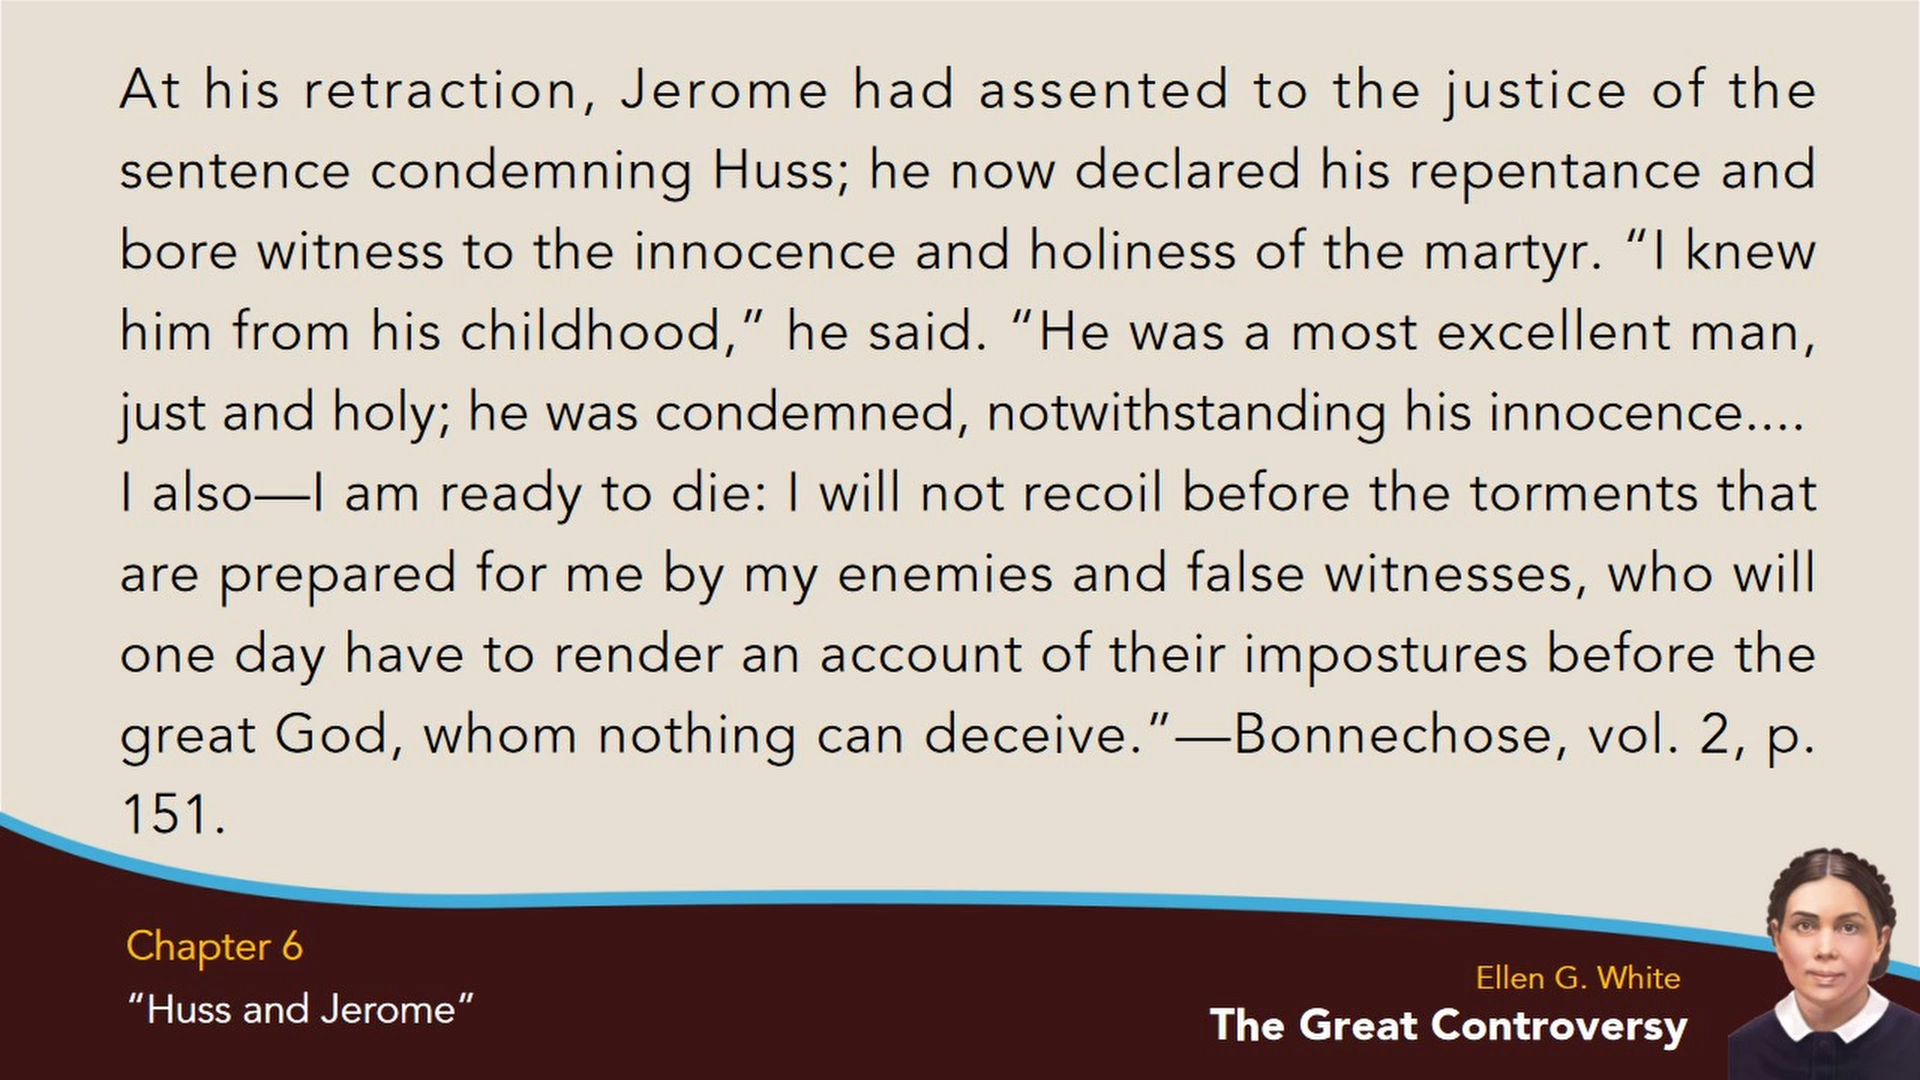 At his retraction, Jerome had assented to the justice of the
sentence condemning Huss; he now declared his repentance and
bore witness to the innocence and holiness of the martyr. “I knew
him from his childhood,” he said. “He was a most excellent man,
just and holy; he was condemned, notwithstanding his innocence....
I also—I am ready to die: I will not recoil before the torments that
are prepared for me by my enemies and false witnesses, who will
one day have to render an account of their impostures before the
great God, whom nothing can deceive.”—Bonnechose, vol. 2, p.
151.
Chapter 6
“Huss and Jerome”
Ellen G. White
The Great Controversy